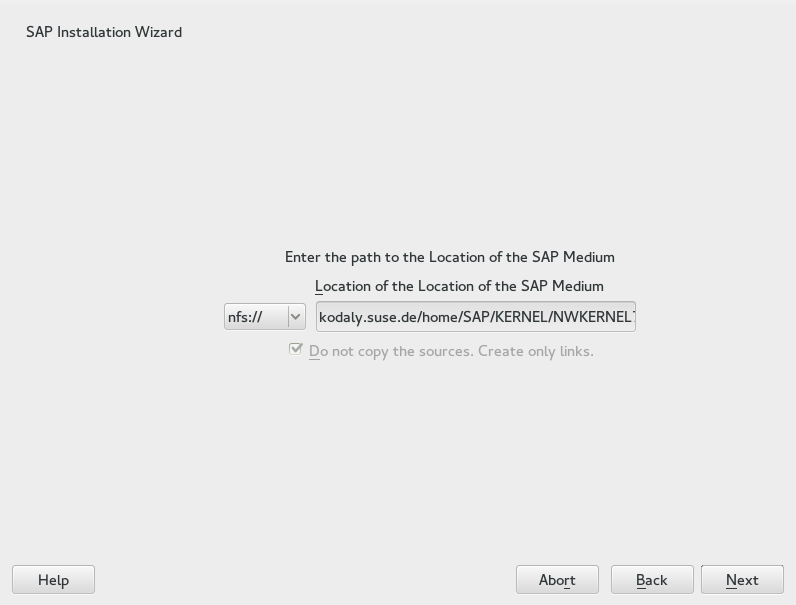 SAP Installation Wizard
Enter the path to the Location of the SAP Medium
Location of the Location of the SAP Medium
nfs:// kodaly.suse.de/home/SAP/KERNEL/NWKERNEL
Do not copy the sources. Create only links.
Help Abort Back Next